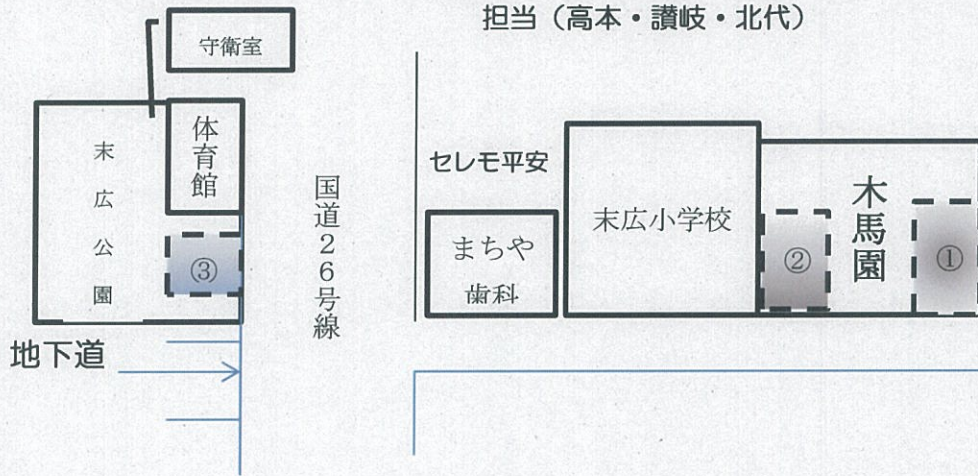 担当（高本・讃岐・北代）
守衛室
体育館
末広公園
③
地下道
国道２６号線
セレモ平安
まちや
歯科
末広小学校
②
木馬園
①